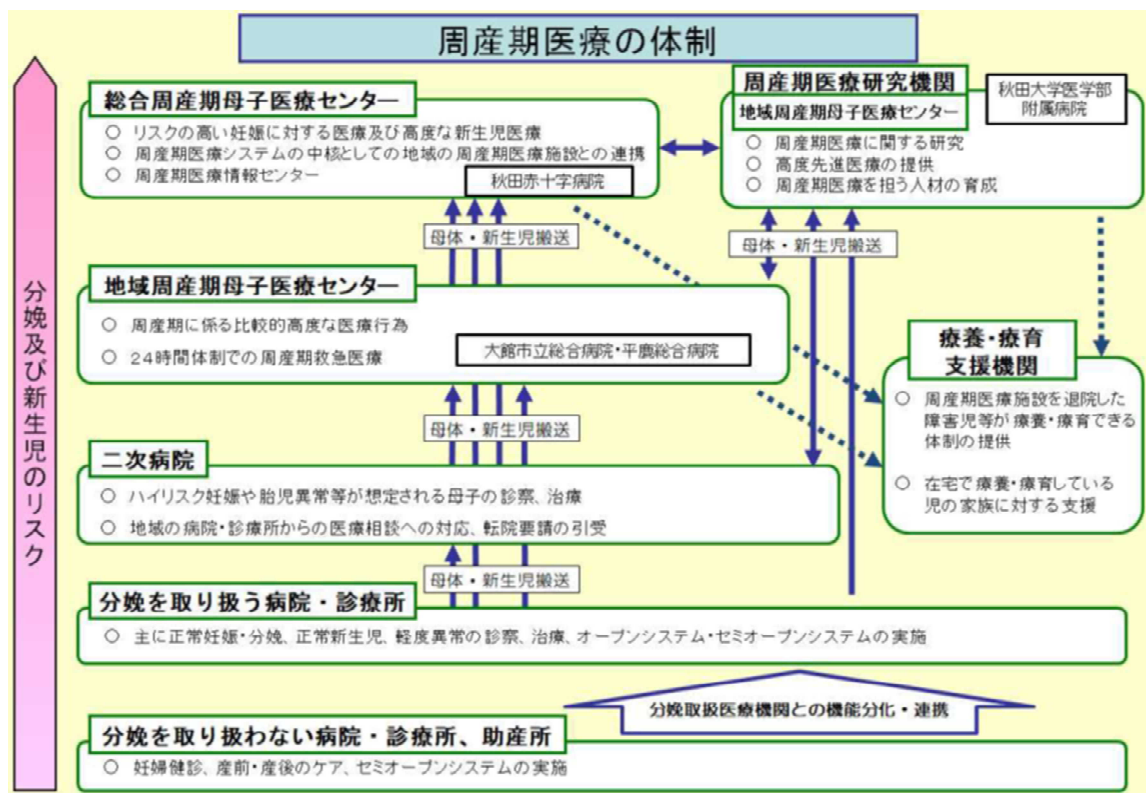 周産期医療の体制
分娩及び新生児のリスク
総合周産期母子医療センター
○ リスクの高い妊娠に対する医療及び高度な新生児医療
○ 周産期医療システムの中核としての地域の周産期医療施設との連携
○ 周産期医療情報センター
秋田赤十字病院
周産期医療研究機関
地域周産期母子医療センター
秋田大学医学部
附属病院
○ 周産期医療に関する研究
○ 高度先進医療の提供
○ 周産期医療を担う人材の育成
母体・新生児搬送
母体・新生児搬送
地域周産期母子医療センター
○ 周産期に係る比較的高度な医療行為
○ 24時間体制での周産期救急医療
大館市立総合病院・平鹿総合病院
療養・療育
支援機関
○ 周産期医療施設を退院した
障害児等が療養・療育できる
体制の提供
○ 在宅で療養・療育している
児の家族に対する支援
母体・新生児搬送
二次病院
○ ハイリスク妊娠や胎児異常等が想定される母子の診察、治療
○ 地域の病院・診療所からの医療相談への対応、転院要請の引受
母体・新生児搬送
分娩を取り扱う病院・診療所
○ 主に正常妊娠・分娩、正常新生児、軽度異常の診察、治療、オープンシステム・セミオープンシステムの実施
分娩取扱医療機関との機能分化・連携
分娩を取り扱わない病院・診療所、助産所
○ 妊婦健診、産前・産後のケア、セミオープンシステムの実施